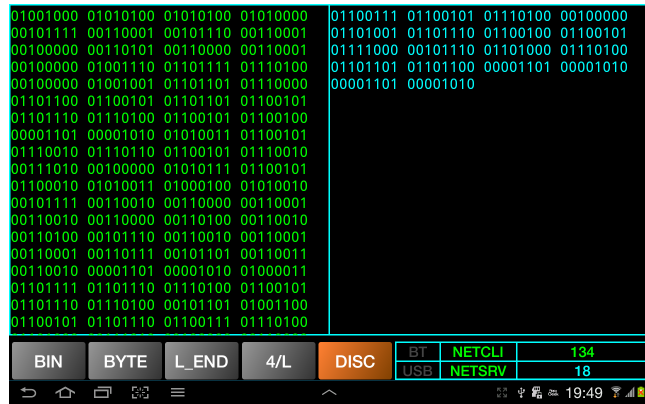 01001000 01010100 01010100 01010000
00101111 00110001 00101110 00110001
00100000 00110101 00110000 00110001
00100000 01001110 01101111 01110100
00100000 01001001 01101101 01110000
01101100 01100101 01101101 01100101
01101110 01110100 01100101 01100100
00001101 00001010 01010011 01100101
01110010 01110110 01100101 01110010
00111010 00100000 01010111 01100101
01100010 01010011 01000100 01010010
00101111 00110010 00110000 00110001
00110010 00110000 00110100 00110010
00110100 00101110 00110010 00110001
00110001 00110111 00101101 00110011
00110010 00001101 00001010 01000011
01101111 01101110 01110100 01100101
01101110 01110100 00101101 01001100
01100101 01101110 01100111 01110100
01100111 01100101 01110100 00100000
01101001 01101110 01100100 01100101
01111000 00101110 01101000 01110100
01101101 01101100 00001101 00001010
00001101 00001010
BIN BYTE L_END 4/L DISC
BT NETCLI 134
USB NETSRV 18
19:49